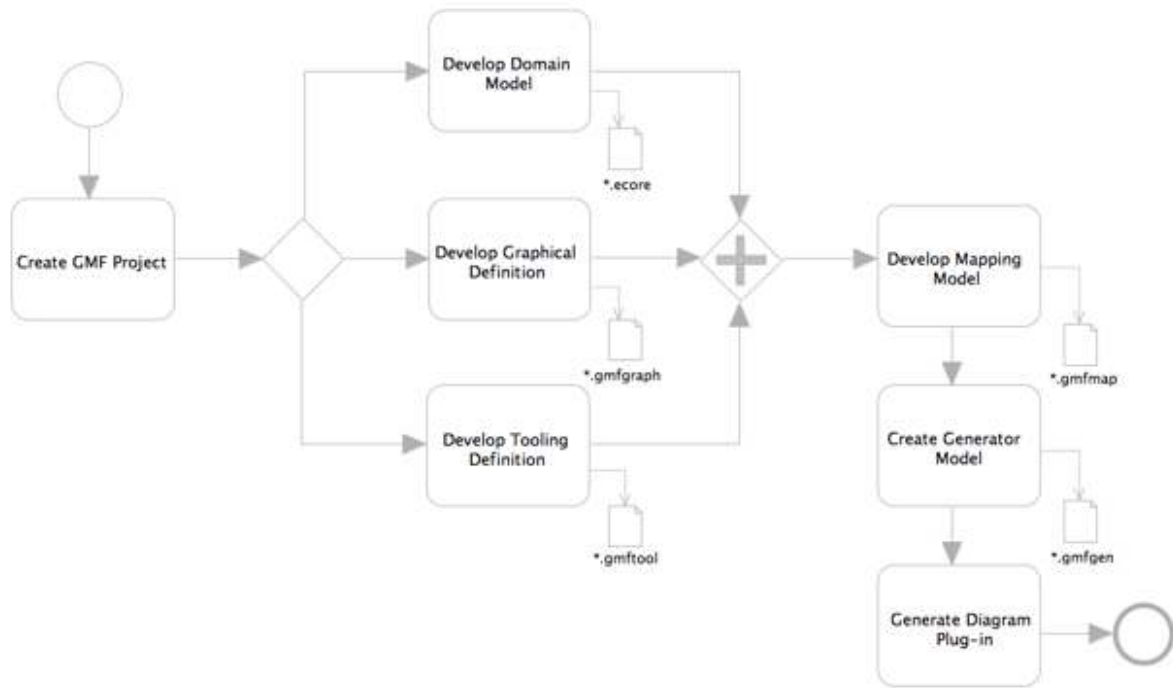 Develop Domain
Model
*.ecore
Create GMF Project
Develop Graphical
Definition
*.gmfgraph
Develop Tooling
Definition
*.gmftool
Develop Mapping
Model
*.gmfmap
Create Generator
Model
*.gmfgen
Generate Diagram
Plug-in